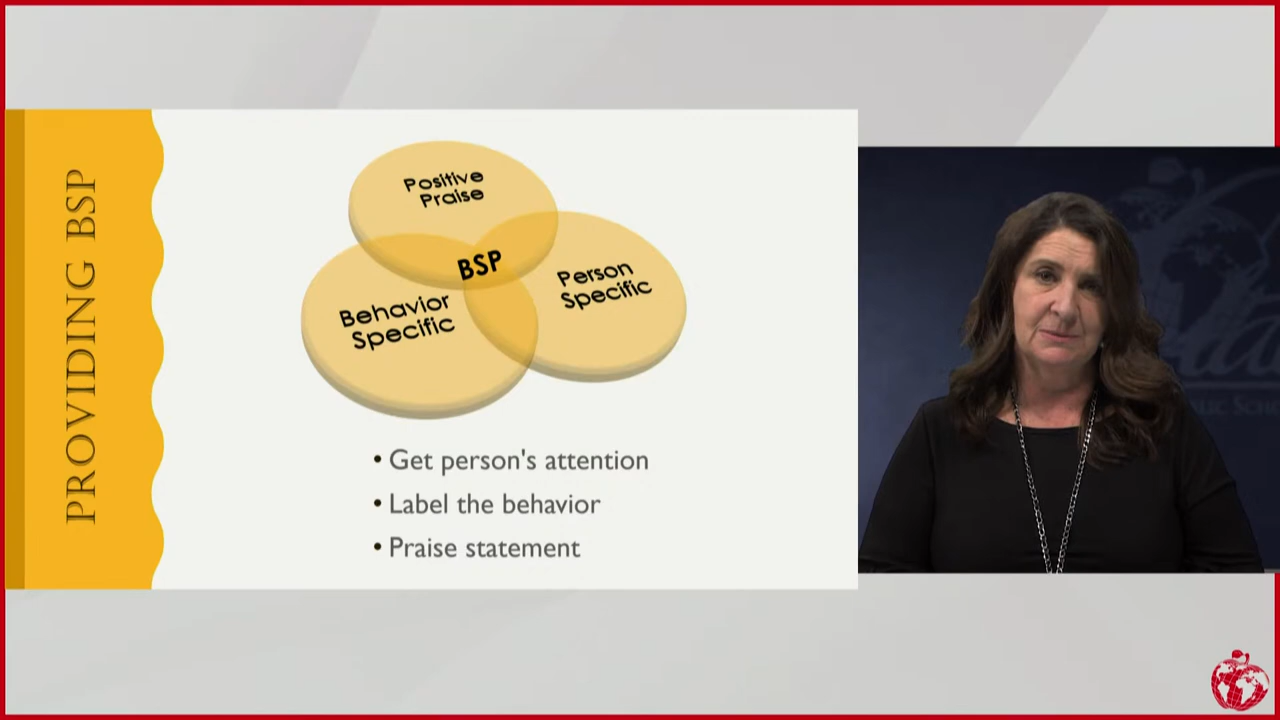 PROVIDING BSP
Positive
Praise
BSP
Person
Specific
Behavior
Specific
• Get person's attention
• Label the behavior
• Praise statement